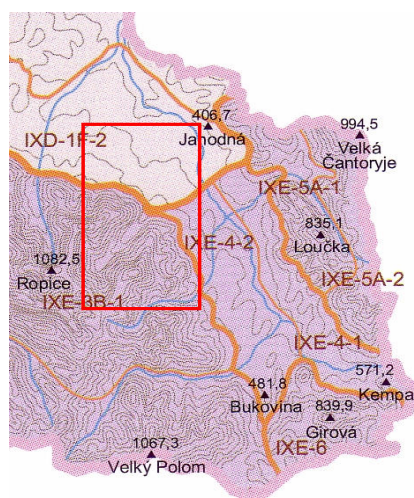 406,7
Jahodná
994,5
Velká
Čantoryje
IXD-1F-2
IXE-5A-1
835,1
Loučka
IXE-4-2
1082,5
Ropice
IXE-5A-2
IXE-3B-1
IXE-4-1
571,2
Kempa
481,8
Bukovina
839,9
Girová
IXE-6
1067,3
Velký Polom